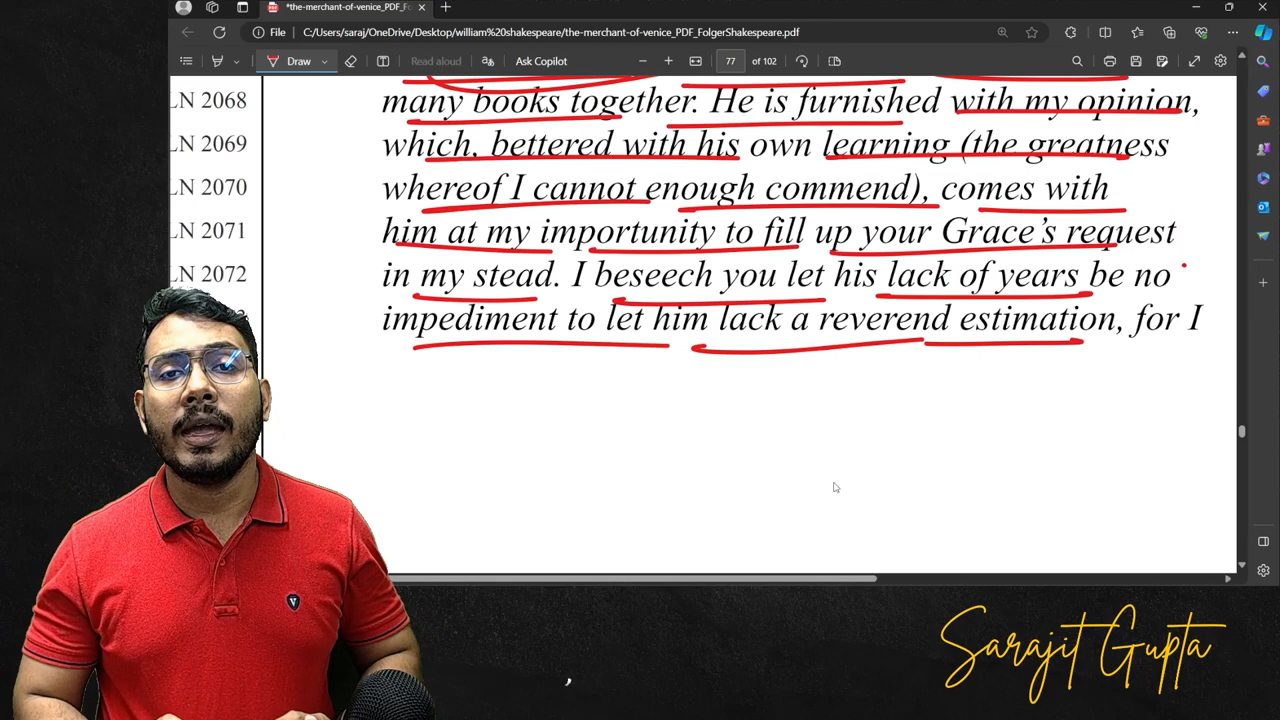 *the-merchant-of-venice_PDF_Fo
File C:/Users/saraj/OneDrive/Desktop/william%20shakespeare/the-merchant-of-venice_PDF_FolgerShakespeare.pdf
Draw Read aloud Ask Copilot 77 of 102
LN 2068 many books together. He is furnished with my opinion,
LN 2069 which, bettered with his own learning (the greatness
LN 2070 whereof I cannot enough commend), comes with
LN 2071 him at my importunity to fill up your Grace’s request
LN 2072 in my stead. I beseech you let his lack of years be no
impediment to let him lack a reverend estimation, for I
Sarajit Gupta